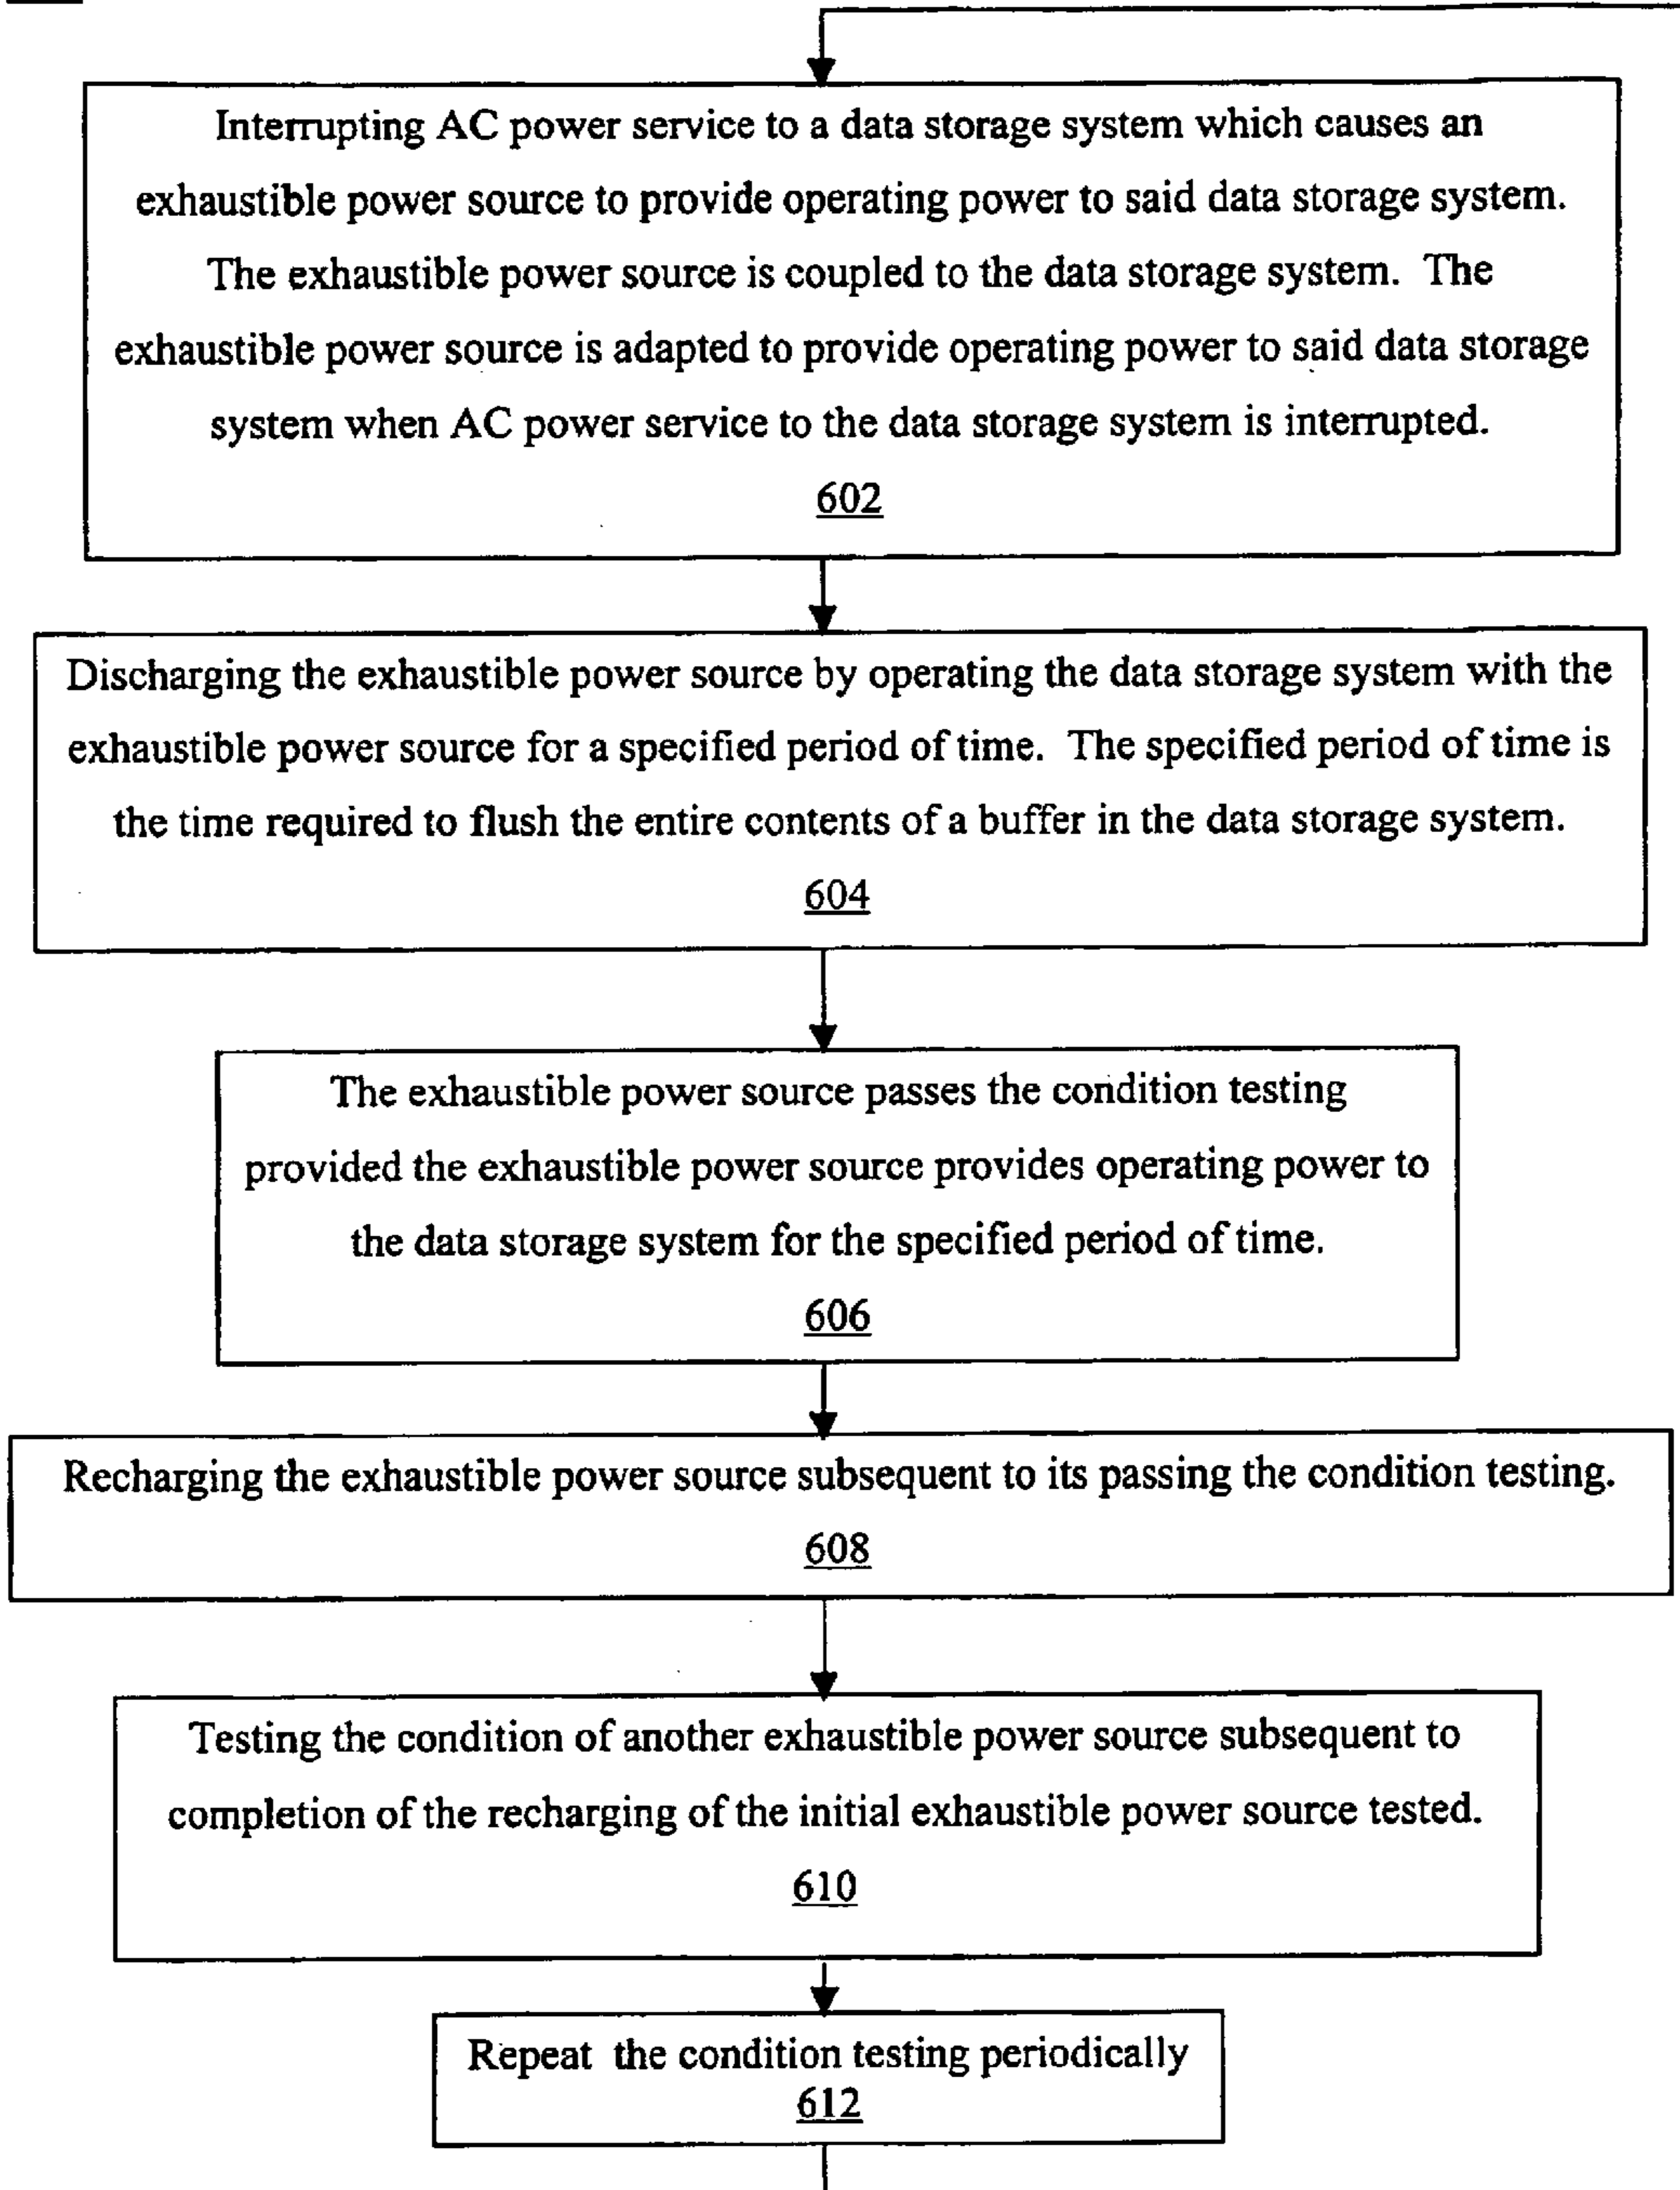 Interrupting AC power service to a data storage system which causes an
exhaustible power source to provide operating power to said data storage system.
The exhaustible power source is coupled to the data storage system. The
exhaustible power source is adapted to provide operating power to said data storage
system when AC power service to the data storage system is interrupted.
602
Discharging the exhaustible power source by operating the data storage system with the
exhaustible power source for a specified period of time. The specified period of time is
the time required to flush the entire contents of a buffer in the data storage system.
604
The exhaustible power source passes the condition testing
provided the exhaustible power source provides operating power to
the data storage system for the specified period of time.
606
Recharging the exhaustible power source subsequent to its passing the condition testing.
608
Testing the condition of another exhaustible power source subsequent to
completion of the recharging of the initial exhaustible power source tested.
610
Repeat the condition testing periodically
612